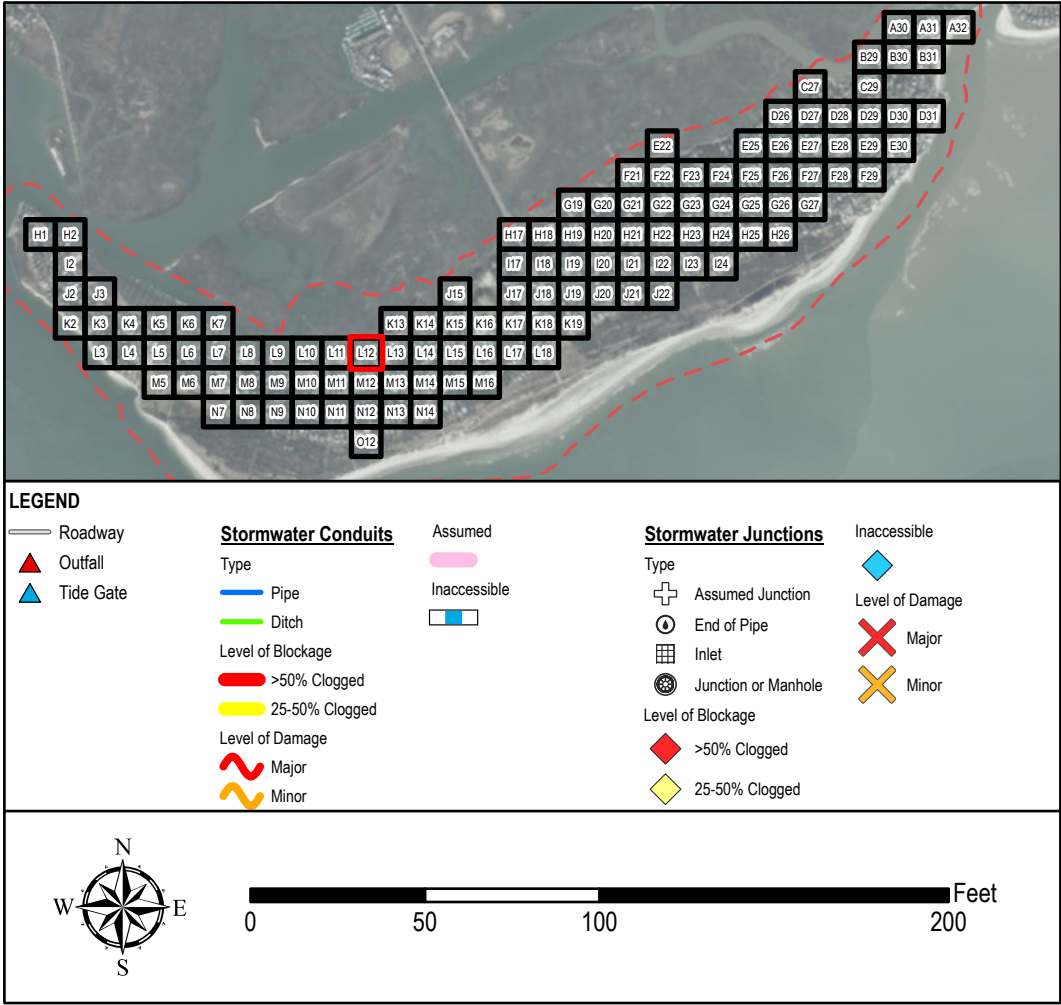 A30 A31 A32
B29 B30 B31
C27 C29
D26 D27 D28 D29 D30 D31
E22 E25 E26 E27 E28 E29 E30
F21 F22 F23 F24 F25 F26 F27 F28 F29
G19 G20 G21 G22 G23 G24 G25 G26 G27
H1 H2 H17 H18 H19 H20 H21 H22 H23 H24 H25 H26
I2 I17 I18 I19 I20 I21 I22 I23 I24
J2 J3 J15 J17 J18 J19 J20 J21 J22
K2 K3 K4 K5 K6 K7 K13 K14 K15 K16 K17 K18 K19
L3 L4 L5 L6 L7 L8 L9 L10 L11 L12 L13 L14 L15 L16 L17 L18
M5 M6 M7 M8 M9 M10 M11 M12 M13 M14 M15 M16
N7 N8 N9 N10 N11 N12 N13 N14
O12
LEGEND
Roadway
Outfall
Tide Gate
Stormwater Conduits
Type
Pipe
Ditch
Level of Blockage
>50% Clogged
25-50% Clogged
Level of Damage
Major
Minor
Assumed
Inaccessible
Stormwater Junctions
Type
Assumed Junction
End of Pipe
Inlet
Junction or Manhole
Level of Blockage
>50% Clogged
25-50% Clogged
Inaccessible
Level of Damage
Major
Minor
N
W E
S
Feet
0 50 100 200